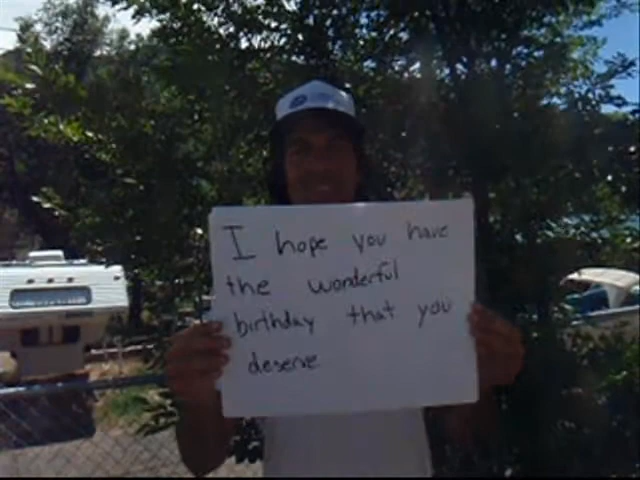 I hope you have
the wonderful
birthday that you
deserve